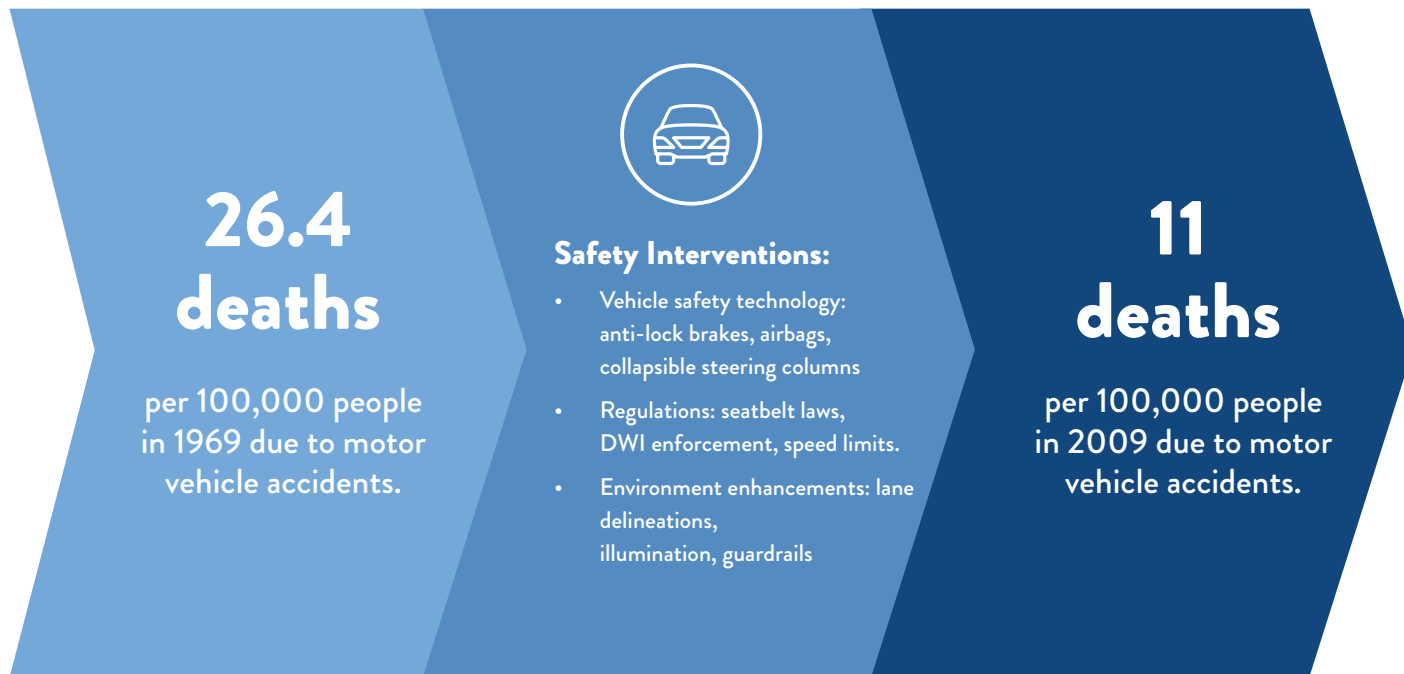 26.4
deaths
per 100,000 people
in 1969 due to motor
vehicle accidents.
Safety Interventions:
• Vehicle safety technology:
anti-lock brakes, airbags,
collapsible steering columns
• Regulations: seatbelt laws,
DWI enforcement, speed limits.
• Environment enhancements: lane
delineations,
illumination, guardrails
11
deaths
per 100,000 people
in 2009 due to motor
vehicle accidents.